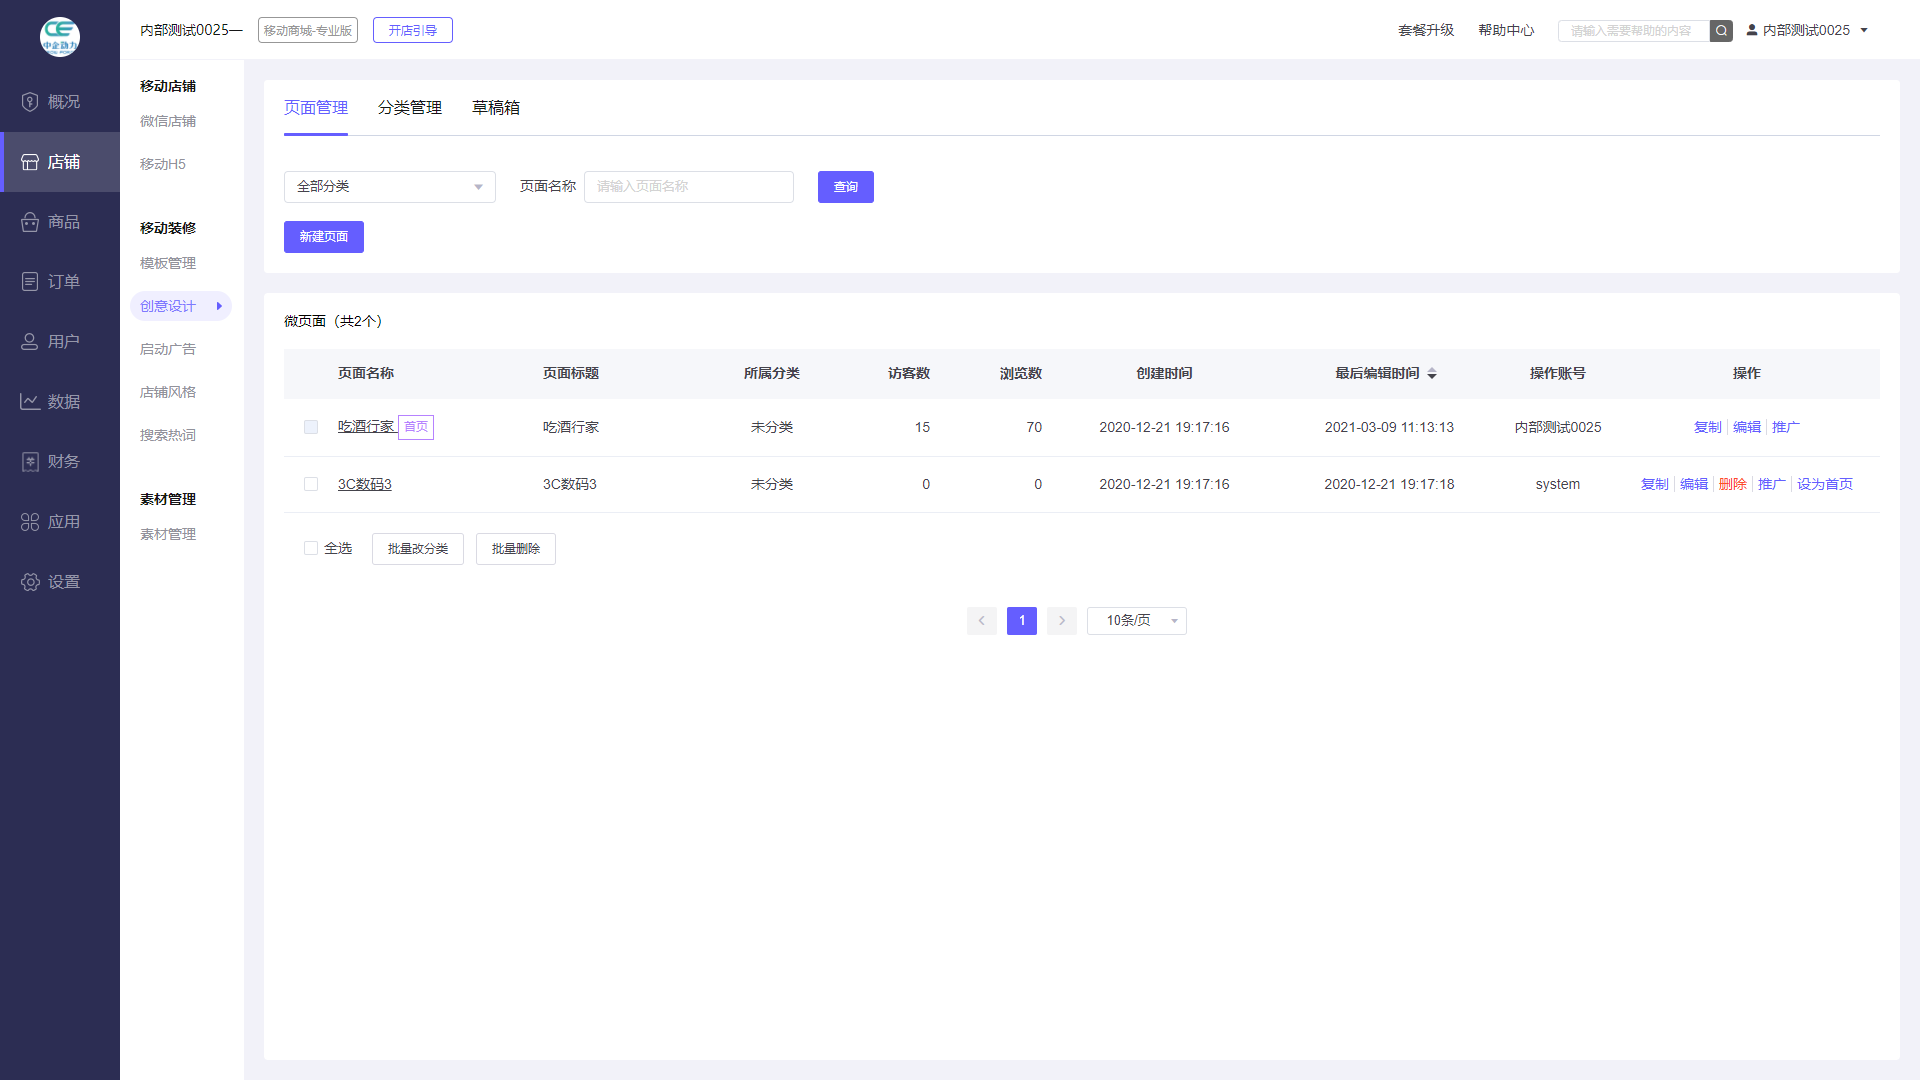 内部测试0025—
移动商城-专业版
开店引导
套餐升级
帮助中心
请输入需要帮助的内容
内部测试0025
中企动力
概况
店铺
商品
订单
用户
数据
财务
应用
设置
移动店铺
微信店铺
移动H5
移动装修
模板管理
创意设计
启动广告
店铺风格
搜索热词
素材管理
素材管理
页面管理 分类管理 草稿箱
全部分类 页面名称 请输入页面名称 查询
新建页面
微页面（共2个）
页面名称 页面标题 所属分类 访客数 浏览数 创建时间 最后编辑时间 操作账号 操作
吃酒行家 首页 吃酒行家 未分类 15 70 2020-12-21 19:17:16 2021-03-09 11:13:13 内部测试0025 复制 编辑 推广
3C数码3 3C数码3 未分类 0 0 2020-12-21 19:17:16 2020-12-21 19:17:18 system 复制 编辑 删除 推广 设为首页
全选 批量改分类 批量删除
1 10条/页